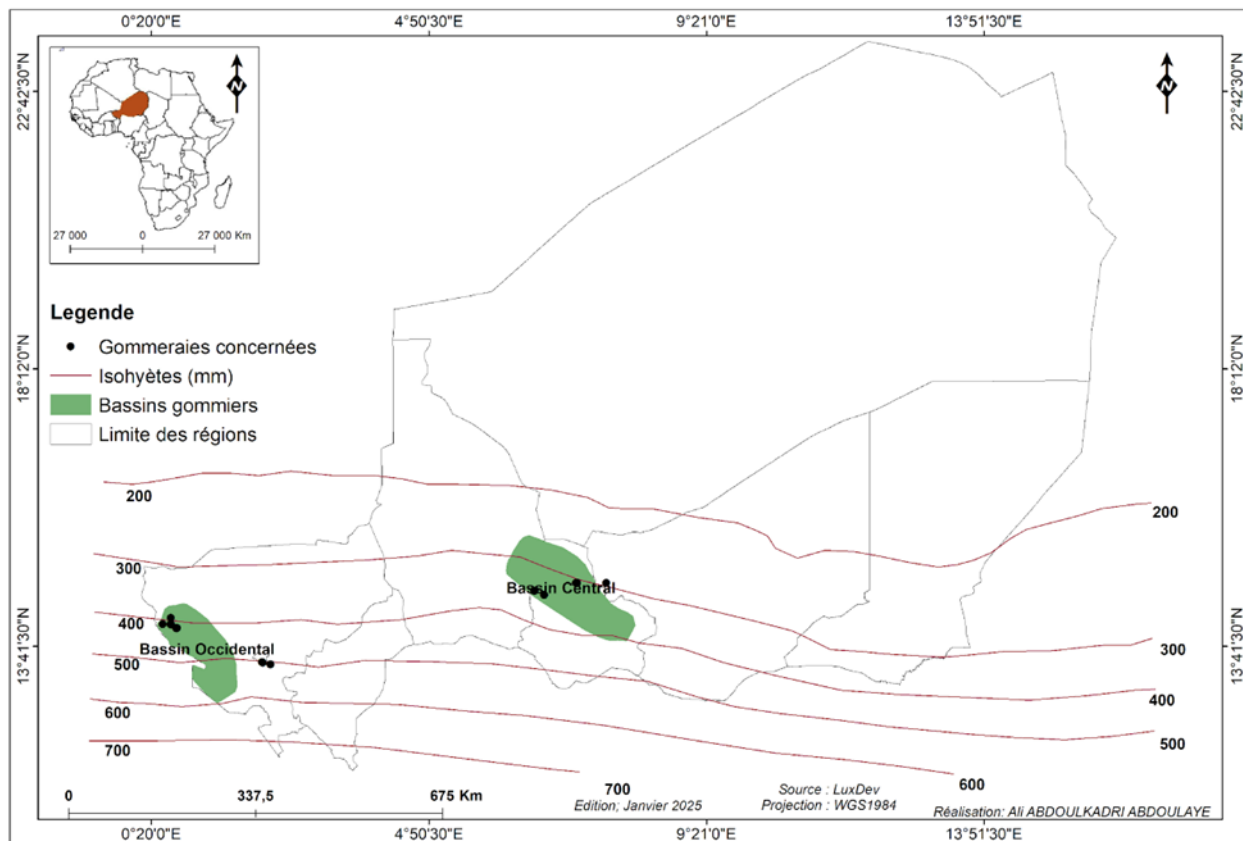 0°20'0"E 4°50'30"E 9°21'0"E 13°51'30"E
22°42'30"N 22°42'30"N
N N
27 000 0 27 000 Km
Legende
Gommeraies concernées
Isohyètes (mm)
Bassins gommiers
Limite des régions
18°12'0"N 18°12'0"N
200 200
300 Bassin Central
400
Bassin Occidental
13°41'30"N 13°41'30"N
500 300
600 400
700 500
700 600
0 337,5 675 Km
Source : LuxDev
Edition; Janvier 2025 Projection : WGS1984
Réalisation: Ali ABDOULKADRI ABDOULAYE
0°20'0"E 4°50'30"E 9°21'0"E 13°51'30"E